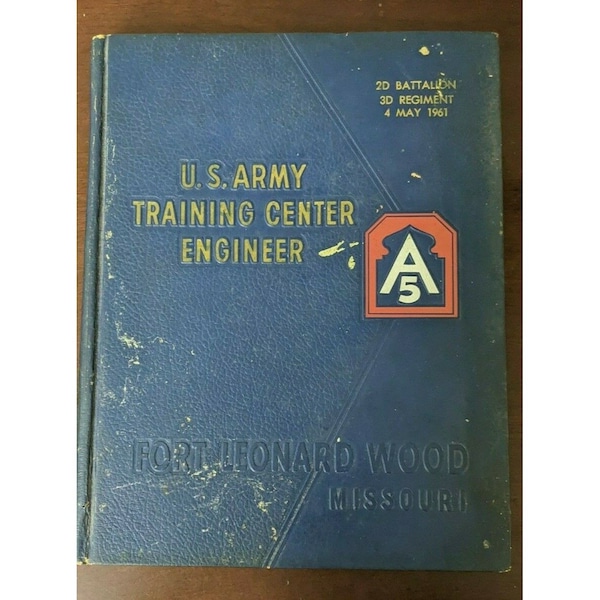 2D BATTALION
3D REGIMENT
4 MAY 1961
U.S. ARMY
TRAINING CENTER
ENGINEER
A
5
FORT LEONARD WOOD
MISSOURI